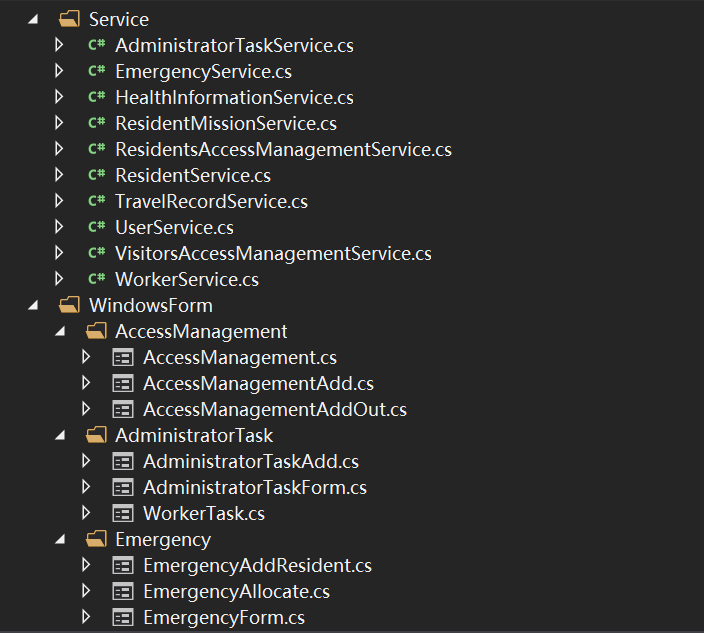 Service
C# AdministratorTaskService.cs
C# EmergencyService.cs
C# HealthInformationService.cs
C# ResidentMissionService.cs
C# ResidentsAccessManagementService.cs
C# ResidentService.cs
C# TravelRecordService.cs
C# UserService.cs
C# VisitorsAccessManagementService.cs
C# WorkerService.cs
WindowsForm
AccessManagement
AccessManagement.cs
AccessManagementAdd.cs
AccessManagementAddOut.cs
AdministratorTask
AdministratorTaskAdd.cs
AdministratorTaskForm.cs
WorkerTask.cs
Emergency
EmergencyAddResident.cs
EmergencyAllocate.cs
EmergencyForm.cs